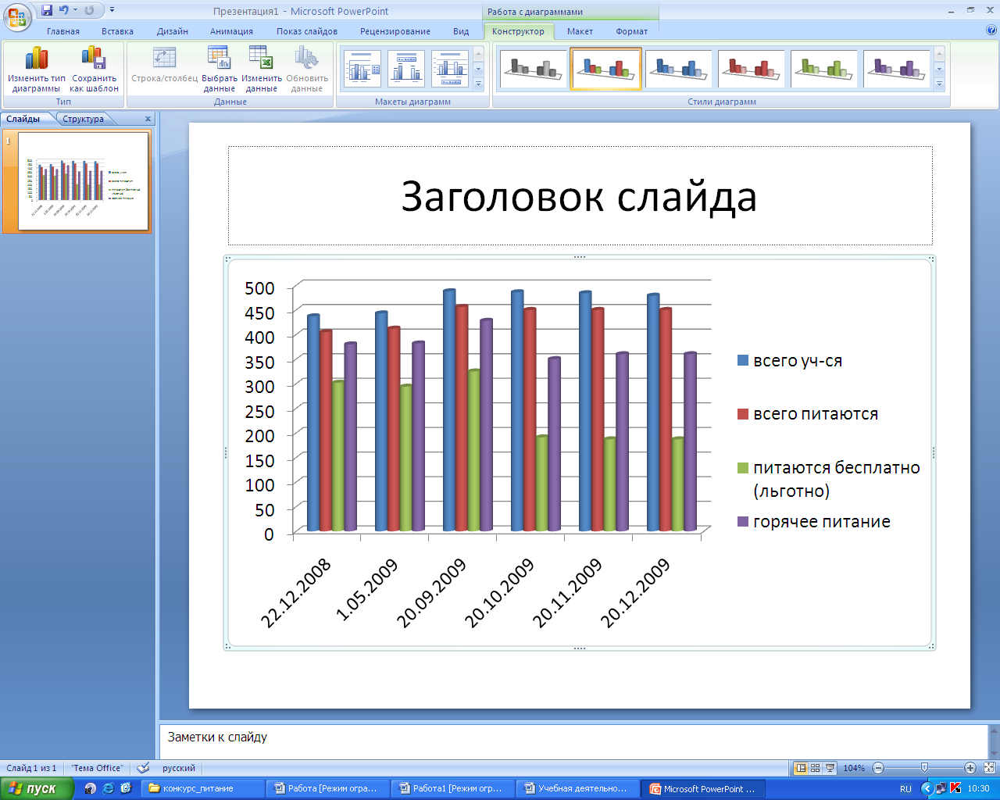 Презентация1 - Microsoft PowerPoint
Работа с диаграммами
Главная Вставка Дизайн Анимация Показ слайдов Рецензирование Вид Конструктор Макет Формат
Изменить тип диаграммы
Сохранить как шаблон
Строка/столбец
Выбрать данные
Изменить данные
Обновить данные
Тип
Данные
Макеты диаграмм
Стили диаграмм
Слайды Структура x
1
Заголовок слайда
500
450
400
350
300
250
200
150
100
50
0
22.12.2008
1.05.2009
20.09.2009
20.10.2009
20.11.2009
20.12.2009
всего уч-ся
всего питаются
питаются бесплатно
(льготно)
горячее питание
Заметки к слайду
Слайд 1 из 1 "Тема Office" русский 104%
пуск конкурс_питание Работа [Режим огра... Работа1 [Режим огр... Учебная деятельно... Microsoft PowerPoint ... RU 10:30